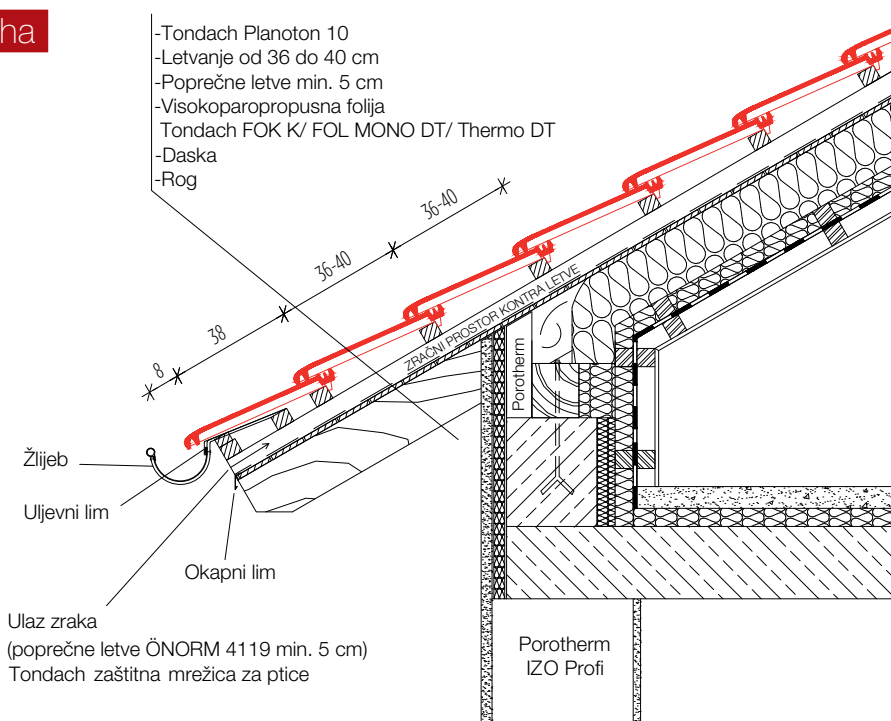 ha
-Tondach Planoton 10
-Letvanje od 36 do 40 cm
-Poprečne letve min. 5 cm
-Visokoparopropusna folija
Tondach FOK K/ FOL MONO DT/ Thermo DT
-Daska
-Rog
36-40
36-40
38
8
ZRAČNI PROSTOR KONTRA LETVE
Porotherm
Žlijeb
Uljevni lim
Okapni lim
Ulaz zraka
(poprečne letve ÖNORM 4119 min. 5 cm)
Tondach zaštitna mrežica za ptice
Porotherm
IZO Profi